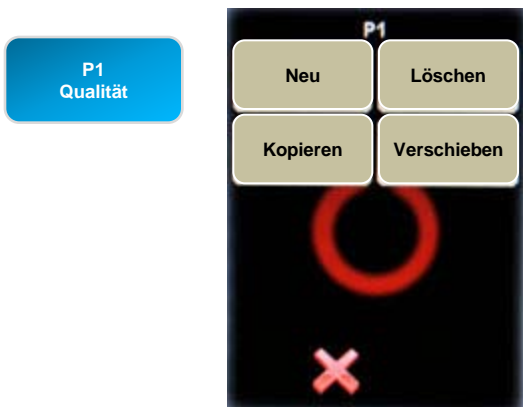 P1
Qualität
P1
Neu
Löschen
Kopieren
Verschieben